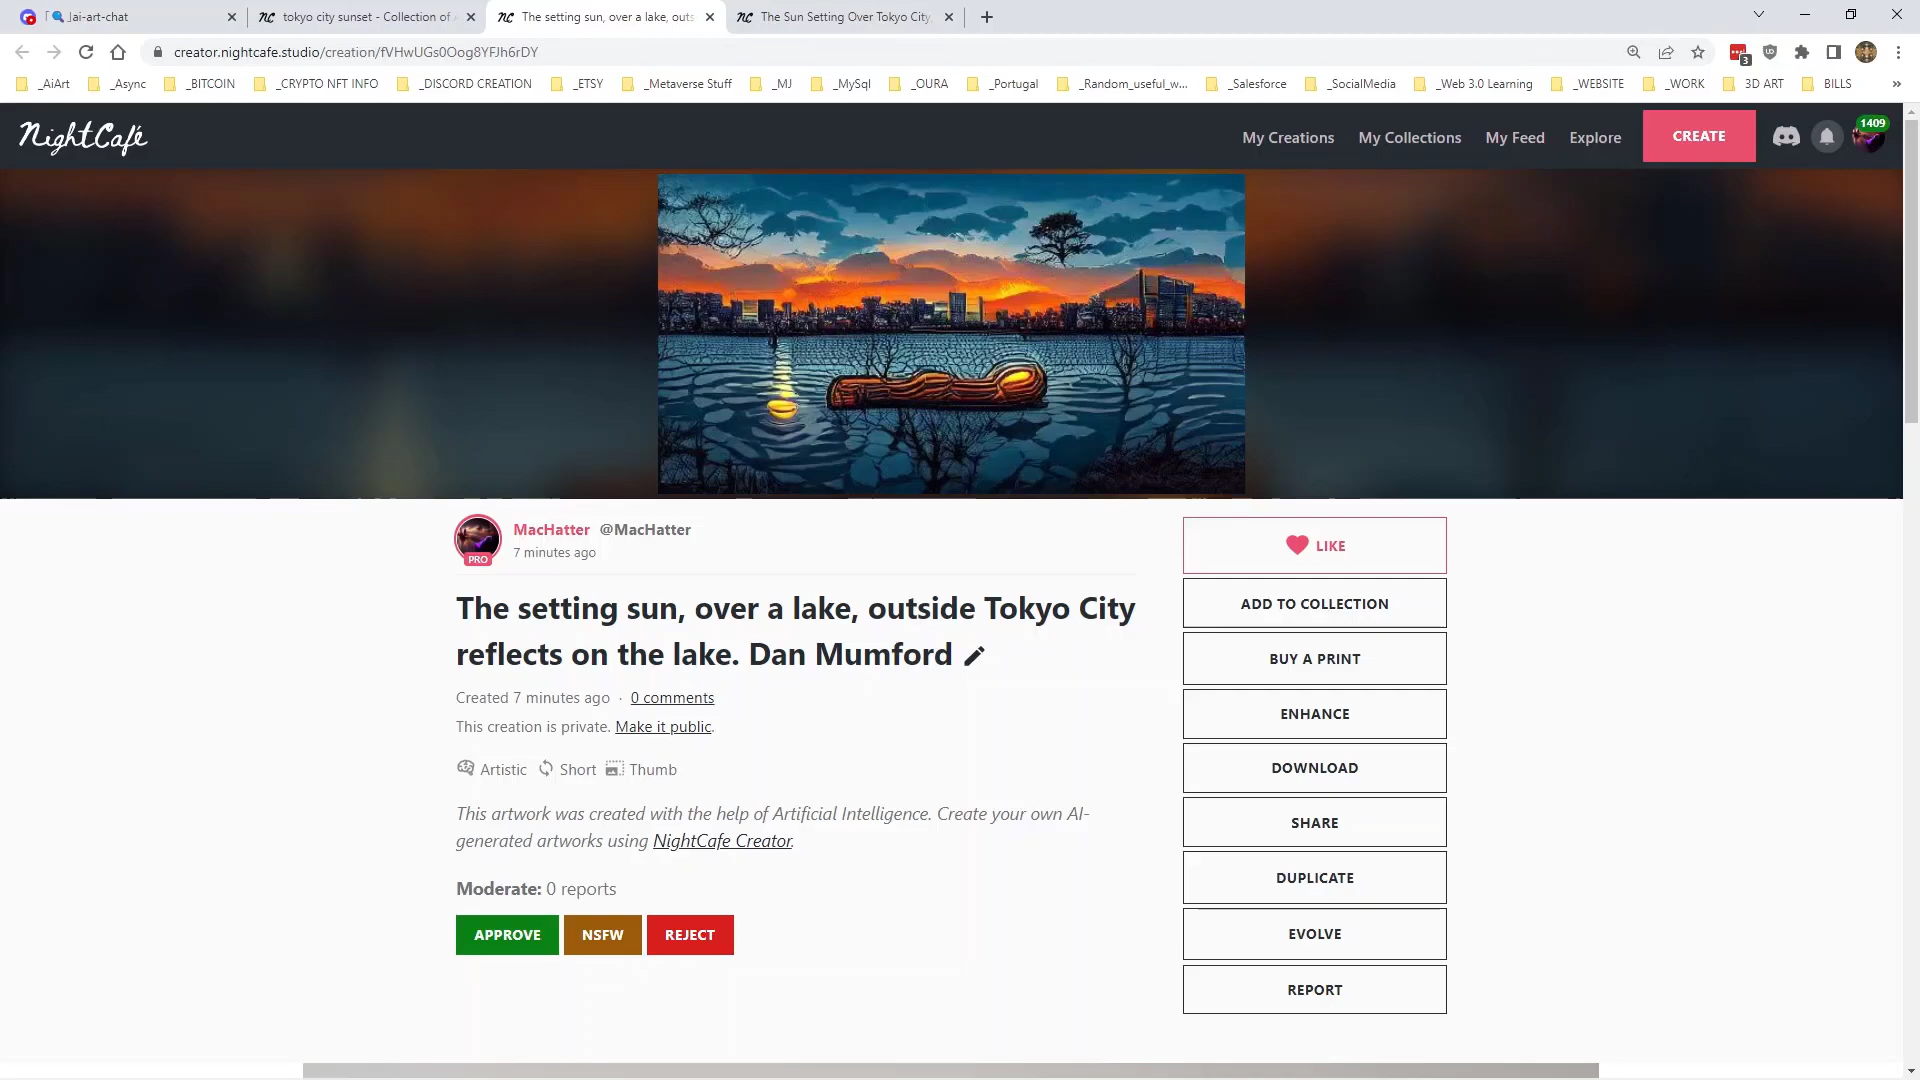 」ai-art-chat
tokyo city sunset - Collection of
The setting sun, over a lake, outs
The Sun Setting Over Tokyo City,
creator.nightcafe.studio/creation/fVHwUGs0Oog8YFJh6rDY
3
_AiArt
_Async
_BITCOIN
_CRYPTO NFT INFO
_DISCORD CREATION
_ETSY
_Metaverse Stuff
_MJ
_MySql
_OURA
_Portugal
_Random_useful_w...
_Salesforce
_SocialMedia
_Web 3.0 Learning
_WEBSITE
_WORK
3D ART
BILLS
»
NightCafé
My Creations
My Collections
My Feed
Explore
CREATE
1409
MacHatter @MacHatter
PRO
7 minutes ago
The setting sun, over a lake, outside Tokyo City
reflects on the lake. Dan Mumford
Created 7 minutes ago · 0 comments
This creation is private. Make it public.
Artistic Short Thumb
This artwork was created with the help of Artificial Intelligence. Create your own AI-
generated artworks using NightCafe Creator.
Moderate: 0 reports
APPROVE
NSFW
REJECT
LIKE
ADD TO COLLECTION
BUY A PRINT
ENHANCE
DOWNLOAD
SHARE
DUPLICATE
EVOLVE
REPORT